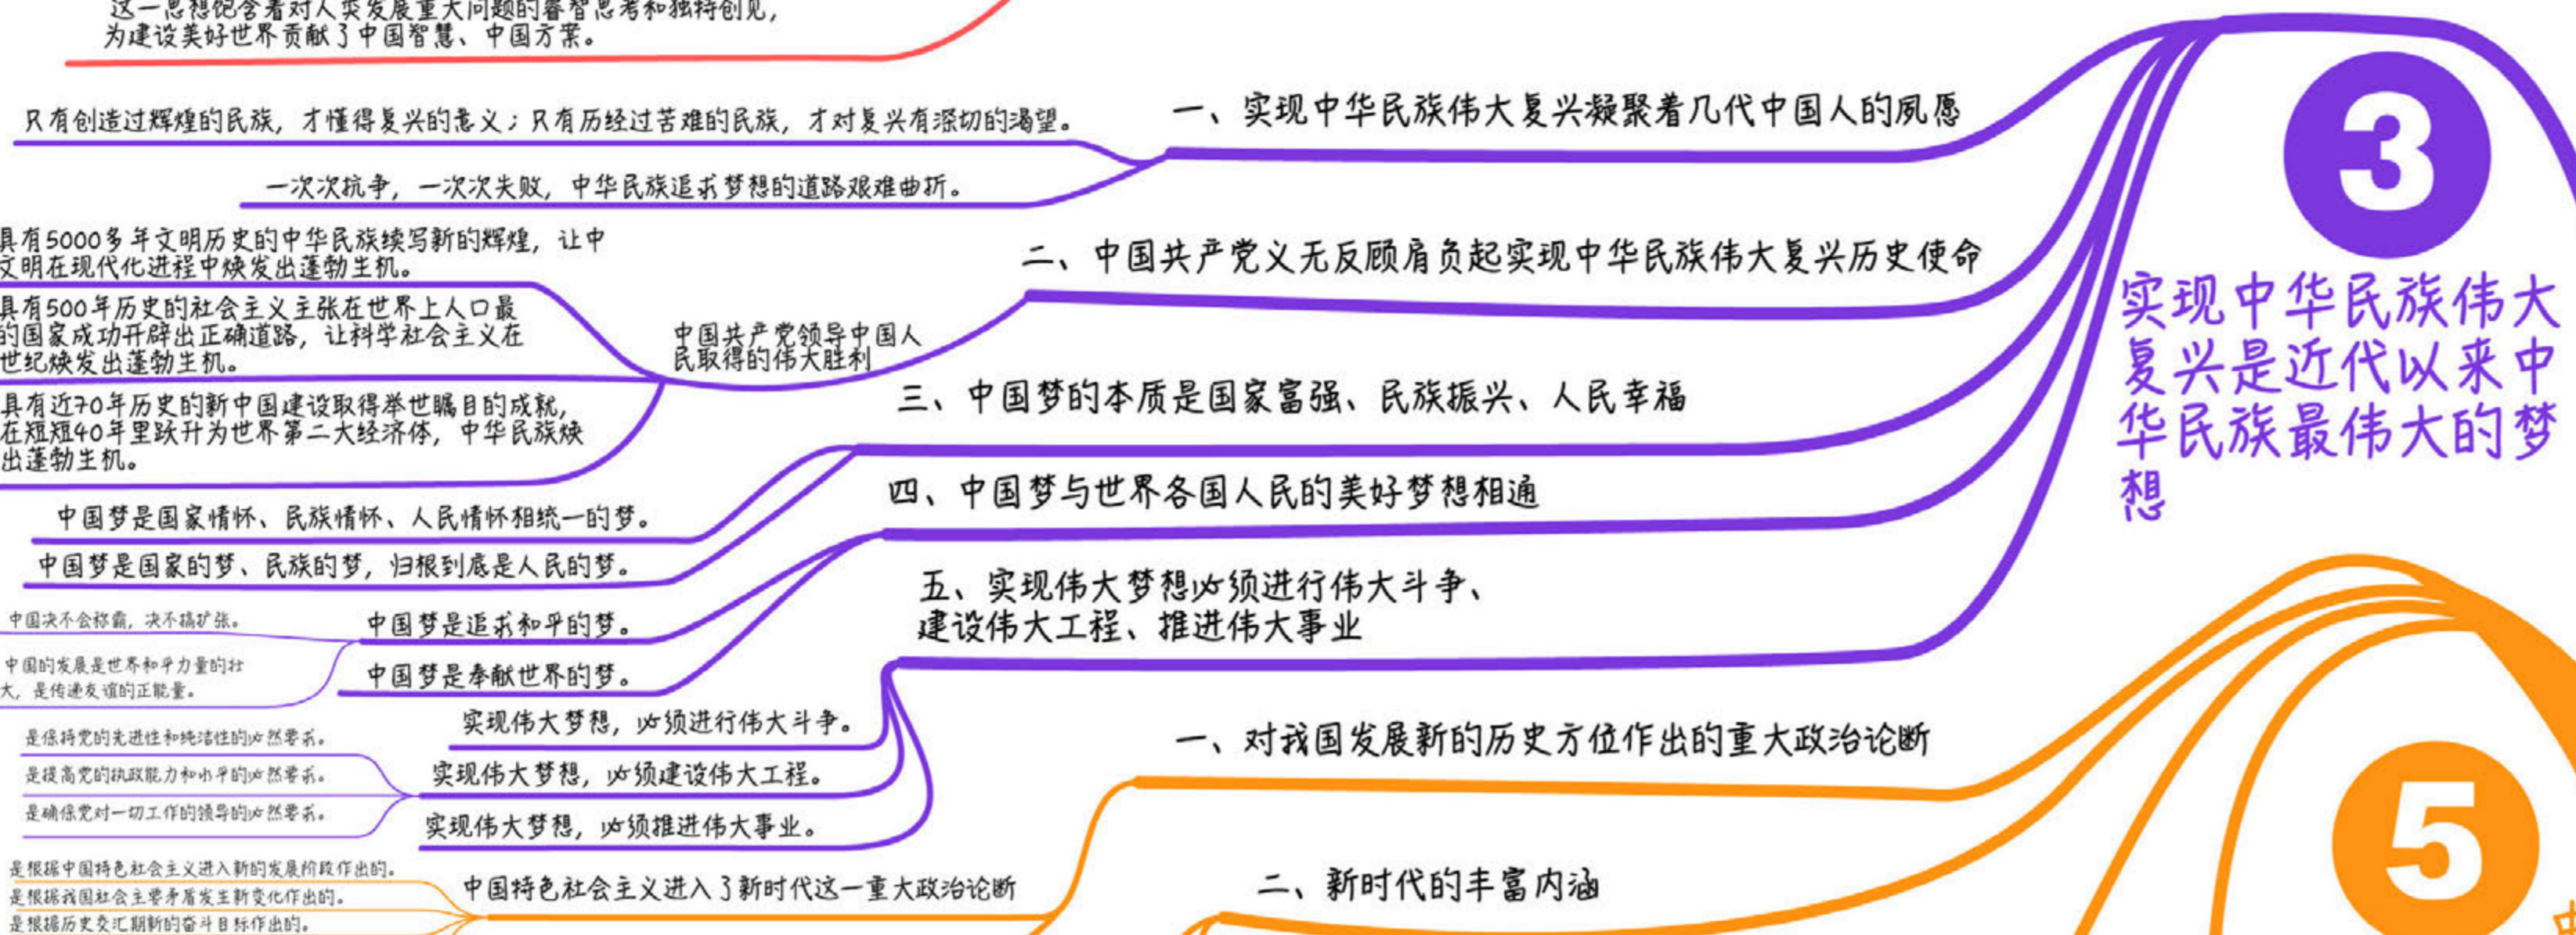 这一思想饱含着对人类发展重大问题的睿智思考和独特创见，
为建设美好世界贡献了中国智慧、中国方案。
3
实现中华民族伟大
复兴是近代以来中
华民族最伟大的梦
想
一、实现中华民族伟大复兴凝聚着几代中国人的夙愿
只有创造过辉煌的民族，才懂得复兴的意义；只有历经过苦难的民族，才对复兴有深切的渴望。
一次次抗争，一次次失败，中华民族追求梦想的道路艰难曲折。
二、中国共产党义无反顾肩负起实现中华民族伟大复兴历史使命
中国共产党领导中国人
民取得的伟大胜利
具有5000多年文明历史的中华民族续写新的辉煌，让中
文明在现代化进程中焕发出蓬勃生机。
具有500年历史的社会主义主张在世界上人口最
的国家成功开辟出正确道路，让科学社会主义在
世纪焕发出蓬勃生机。
具有近70年历史的新中国建设取得举世瞩目的成就，
在短短40年里跃升为世界第二大经济体，中华民族焕
出蓬勃生机。
三、中国梦的本质是国家富强、民族振兴、人民幸福
中国梦是国家情怀、民族情怀、人民情怀相统一的梦。
中国梦是国家的梦、民族的梦，归根到底是人民的梦。
四、中国梦与世界各国人民的美好梦想相通
中国梦是追求和平的梦。
中国决不会称霸，决不搞扩张。
中国的发展是世界和平力量的壮
大，是传递友谊的正能量。
中国梦是奉献世界的梦。
五、实现伟大梦想必须进行伟大斗争、
建设伟大工程、推进伟大事业
实现伟大梦想，必须进行伟大斗争。
实现伟大梦想，必须建设伟大工程。
是保持党的先进性和纯洁性的必然要求。
是提高党的执政能力和水平的必然要求。
是确保党对一切工作的领导的必然要求。
实现伟大梦想，必须推进伟大事业。
5
一、对我国发展新的历史方位作出的重大政治论断
中国特色社会主义进入了新时代这一重大政治论断
是根据中国特色社会主义进入新的发展阶段作出的。
是根据我国社会主要矛盾发生新变化作出的。
是根据历史交汇期新的奋斗目标作出的。
二、新时代的丰富内涵